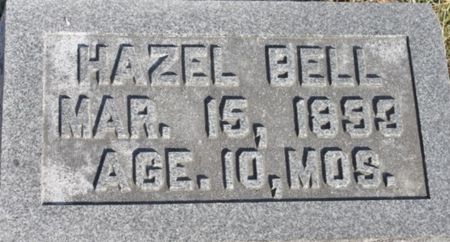 HAZEL BELL
MAR. 15, 1893
AGE. 10, MOS.